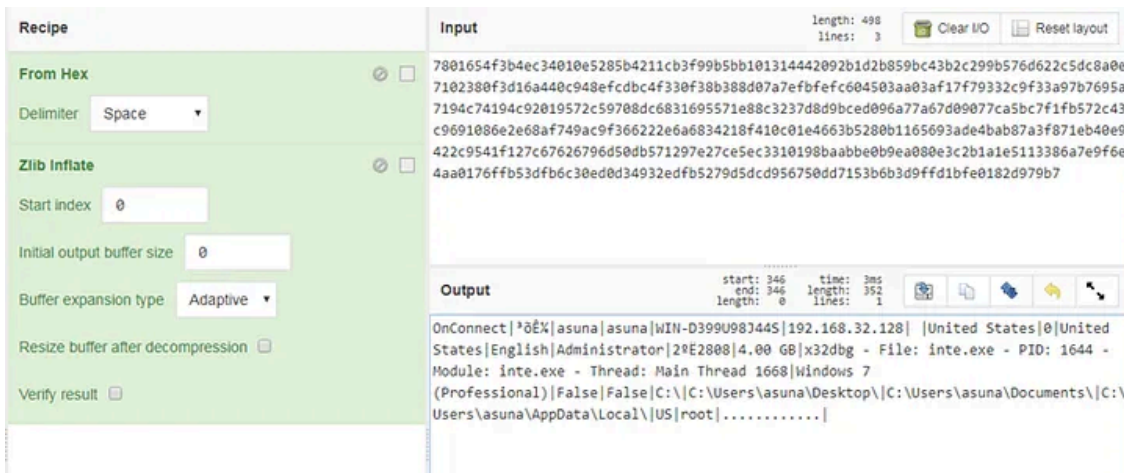 Recipe
From Hex
Delimiter Space
Zlib Inflate
Start index 0
Initial output buffer size 0
Buffer expansion type Adaptive
Resize buffer after decompression
Verify result
Input
length: 498
lines: 3
Clear I/O
Reset layout
7801654f3b4ec34010e5285b4211cb3f99b5bb101314442092b1d2b859bc43b2c299b576d622c5dc8a0e
7102380f3d16a440c948efcdbc4f330f38b388d07a7efbfefc604503aa03af17f79332c9f33a97b7695a
7194c74194c92019572c59708dc6831695571e88c3237d8d9bced096a77a67d09077ca5bc7f1fb572c43
c9691086e2e68af749ac9f366222e6a6834218f410c01e4663b5280b1165693ade4bab87a3f871eb40e9
422c9541f127c67626796d50db571297e27ce5ec3310198baabbe0b9ea080e3c2b1a1e5113386a7e9f6e
4aa0176ffb53dfb6c30ed0d34932edfb5279d5dcd956750dd7153b6b3d9ffd1bfe0182d979b7
Output
start: 346
end: 346
length: 0
time: 3ms
length: 352
lines: 1
OnConnect|³õÊ¼|asuna|asuna|WIN-D399U98J44S|192.168.32.128| |United States|0|United
States|English|Administrator|2ºË2808|4.00 GB|x32dbg - File: inte.exe - PID: 1644 -
Module: inte.exe - Thread: Main Thread 1668|Windows 7
(Professional)|False|False|C:\|C:\Users\asuna\Desktop\|C:\Users\asuna\Documents\|C:\
Users\asuna\AppData\Local\|US|root|............|